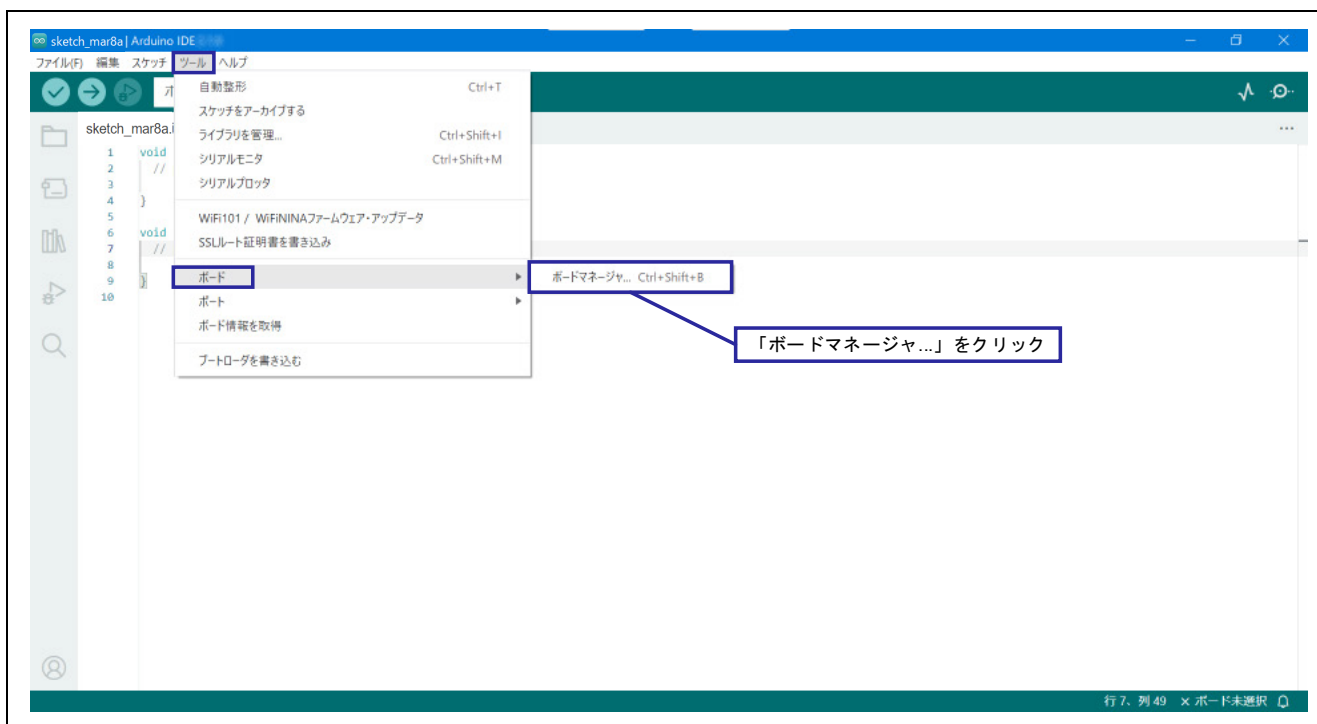 sketch_mar8a | Arduino IDE
ファイル(F) 編集 スケッチ ツール ヘルプ
自動整形 Ctrl+T
スケッチをアーカイブする
sketch_mar8a.i
ライブラリを管理... Ctrl+Shift+I
シリアルモニタ Ctrl+Shift+M
シリアルプロッタ
WiFi101 / WiFiNINAファームウェア・アップデータ
SSLルート証明書を書き込み
ボード
ボードマネージャ... Ctrl+Shift+B
ポート
ボード情報を取得
ブートローダを書き込む
1 void
2 //
3
4 }
5
6 void
7 //
8
9 }
10
「ボードマネージャ...」をクリック
行 7、列 49 × ボード未選択